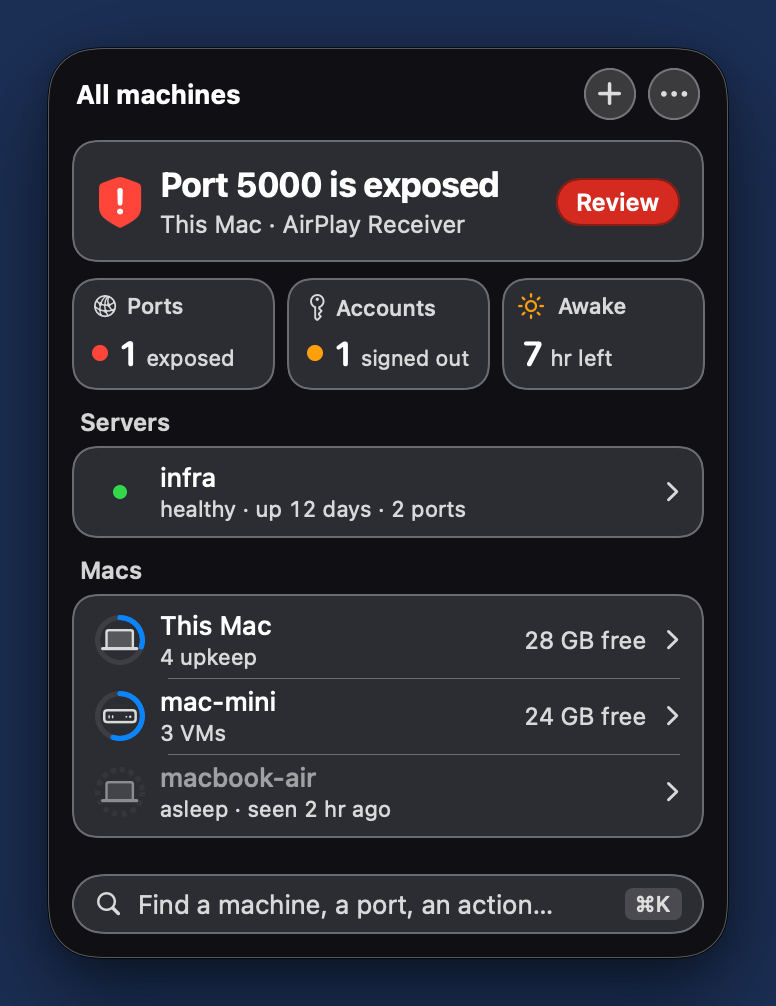 All machines
Port 5000 is exposed
This Mac · AirPlay Receiver
Review
Ports
1 exposed
Accounts
1 signed out
Awake
7 hr left
Servers
infra
healthy · up 12 days · 2 ports
Macs
This Mac
4 upkeep
28 GB free
mac-mini
3 VMs
24 GB free
macbook-air
asleep · seen 2 hr ago
Find a machine, a port, an action...
⌘K